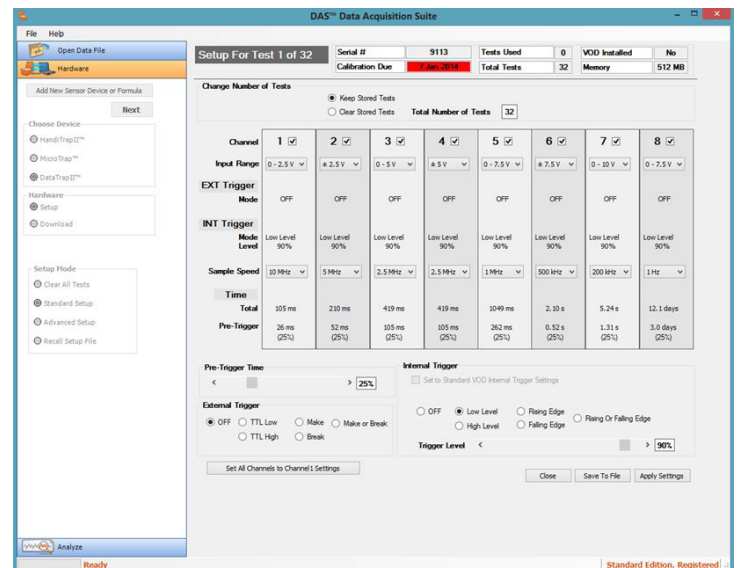 DAS™ Data Acquisition Suite
File Help
Open Data File
Hardware
Add New Sensor Device or Formula
Next
Choose Device
HandiTrapII™
MicroTrap™
DataTrapII™
Hardware
Setup
Download
Setup Mode
Clear All Tests
Standard Setup
Advanced Setup
Recall Setup File
Analyze
Ready
Setup For Test 1 of 32
Serial # 9113 Tests Used 0 VOD Installed No
Calibration Due 7 Jun 2014 Total Tests 32 Memory 512 MB
Change Number of Tests
Keep Stored Tests
Clear Stored Tests Total Number of Tests 32
Channel 1 2 3 4 5 6 7 8
Input Range 0 - 2.5 V ± 2.5 V 0 - 5 V ± 5 V 0 - 7.5 V ± 7.5 V 0 - 10 V 0 - 7.5 V
EXT Trigger
Mode OFF OFF OFF OFF OFF OFF OFF OFF
INT Trigger
Mode Low Level Low Level Low Level Low Level Low Level Low Level Low Level Low Level
Level 90% 90% 90% 90% 90% 90% 90% 90%
Sample Speed 10 MHz 5 MHz 2.5 MHz 2.5 MHz 1 MHz 500 kHz 200 kHz 1 Hz
Time
Total 105 ms 210 ms 419 ms 419 ms 1049 ms 2.10 s 5.24 s 12.1 days
Pre-Trigger 26 ms 52 ms 105 ms 105 ms 262 ms 0.52 s 1.31 s 3.0 days
(25%) (25%) (25%) (25%) (25%) (25%) (25%) (25%)
Pre-Trigger Time
< > 25%
External Trigger
OFF TTL Low Make Make or Break
TTL High Break
Set All Channels to Channel1 Settings
Internal Trigger
Set to Standard VOD Internal Trigger Settings
OFF Low Level Rising Edge Rising Or Falling Edge
High Level Falling Edge
Trigger Level < > 90%
Close Save To File Apply Settings
Standard Edition, Registered